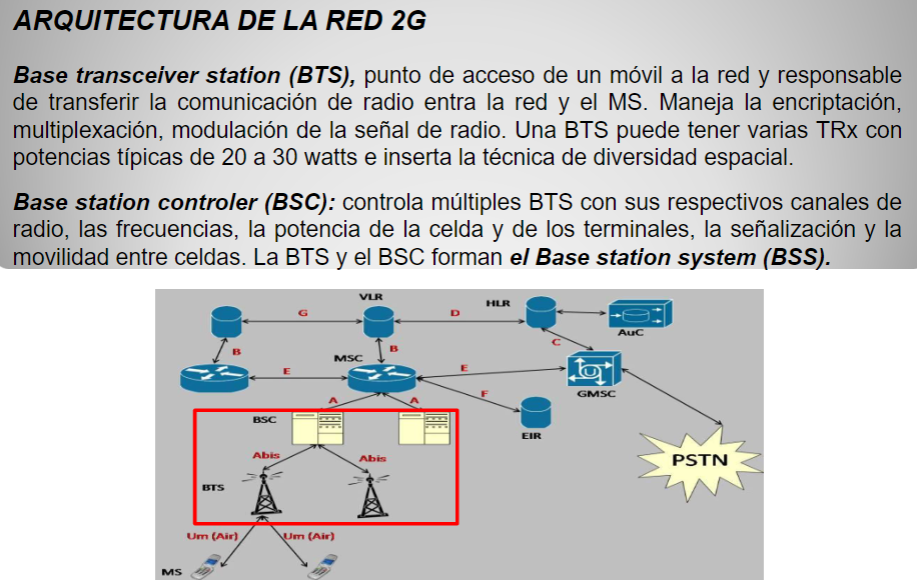 ARQUITECTURA DE LA RED 2G
Base transceiver station (BTS), punto de acceso de un móvil a la red y responsable
de transferir la comunicación de radio entra la red y el MS. Maneja la encriptación,
multiplexación, modulación de la señal de radio. Una BTS puede tener varias TRx con
potencias típicas de 20 a 30 watts e inserta la técnica de diversidad espacial.
Base station controler (BSC): controla múltiples BTS con sus respectivos canales de
radio, las frecuencias, la potencia de la celda y de los terminales, la señalización y la
movilidad entre celdas. La BTS y el BSC forman el Base station system (BSS).
VLR
HLR
G
D
AuC
B
B
C
MSC
E
E
GMSC
F
A
A
BSC
EIR
Abis
Abis
PSTN
BTS
Um (Air)
Um (Air)
MS